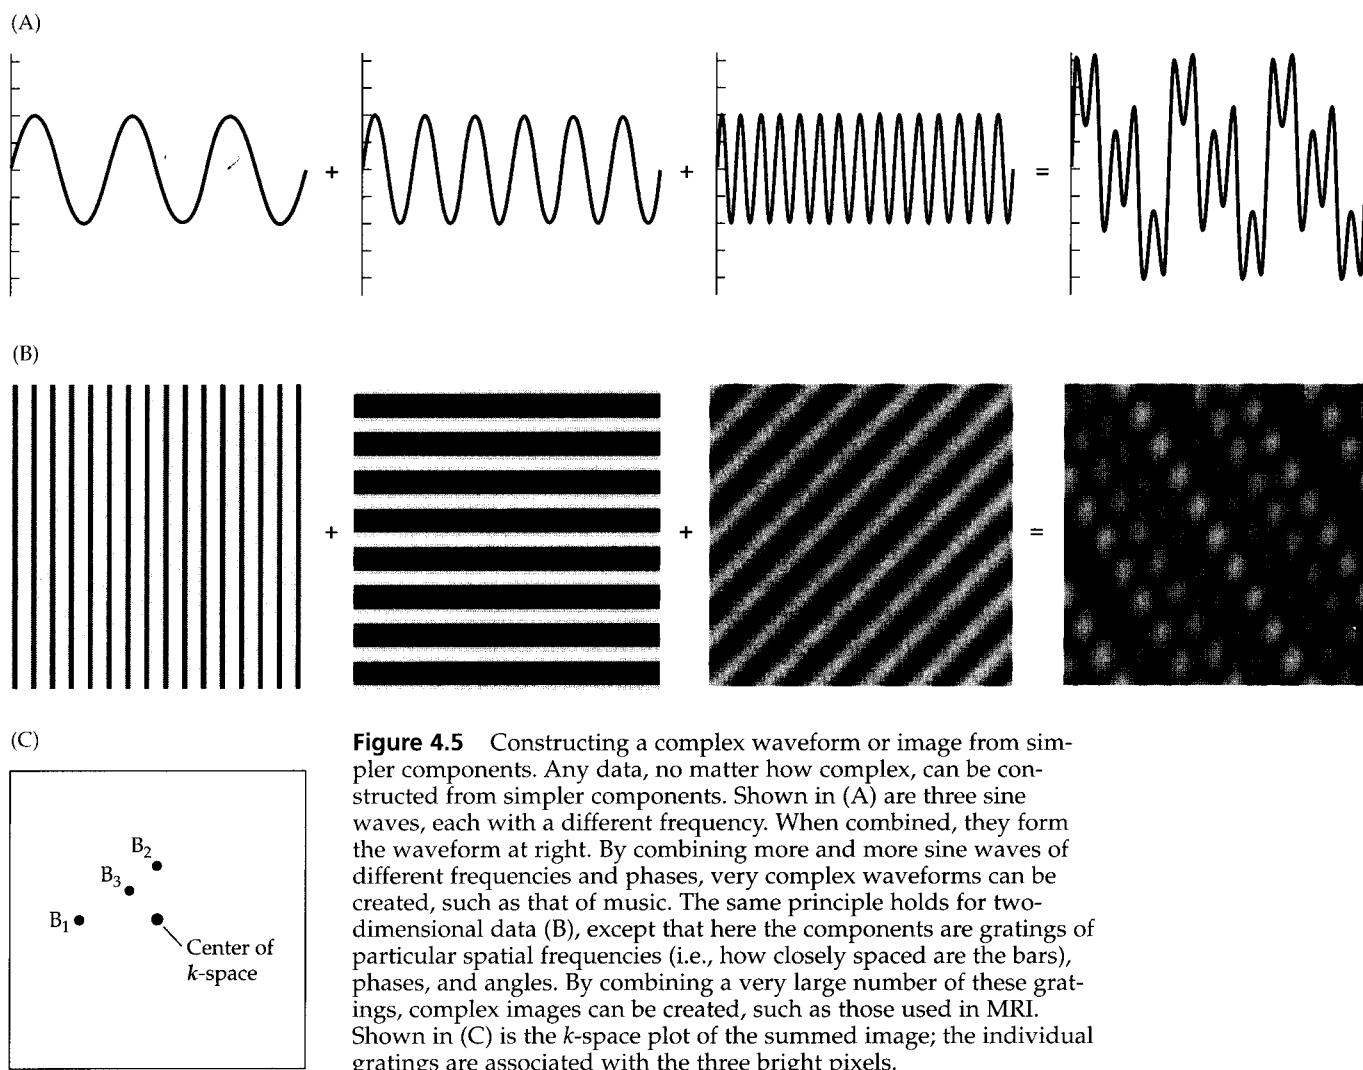 (A)
+ + =
(B)
+ + =
(C)
B₂
B₃
B₁
Center of
k-space
Figure 4.5 Constructing a complex waveform or image from sim-
pler components. Any data, no matter how complex, can be con-
structed from simpler components. Shown in (A) are three sine
waves, each with a different frequency. When combined, they form
the waveform at right. By combining more and more sine waves of
different frequencies and phases, very complex waveforms can be
created, such as that of music. The same principle holds for two-
dimensional data (B), except that here the components are gratings of
particular spatial frequencies (i.e., how closely spaced are the bars),
phases, and angles. By combining a very large number of these grat-
ings, complex images can be created, such as those used in MRI.
Shown in (C) is the k-space plot of the summed image; the individual
gratings are associated with the three bright pixels.